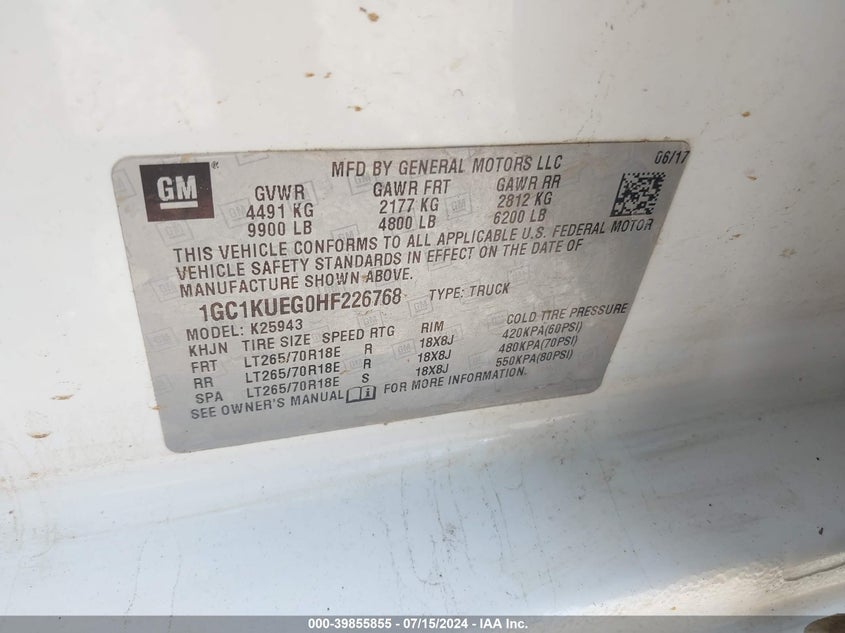 MFD BY GENERAL MOTORS LLC 06/17
GM®
GVWR GAWR FRT GAWR RR
4491 KG 2177 KG 2812 KG
9900 LB 4800 LB 6200 LB
THIS VEHICLE CONFORMS TO ALL APPLICABLE U.S. FEDERAL MOTOR
VEHICLE SAFETY STANDARDS IN EFFECT ON THE DATE OF
MANUFACTURE SHOWN ABOVE.
1GC1KUEG0HF226768 TYPE: TRUCK
MODEL: K25943
KHJN TIRE SIZE SPEED RTG RIM COLD TIRE PRESSURE
FRT LT265/70R18E R 18X8J 420KPA(60PSI)
RR LT265/70R18E R 18X8J 480KPA(70PSI)
SPA LT265/70R18E S 18X8J 550KPA(80PSI)
SEE OWNER'S MANUAL FOR MORE INFORMATION.
000-39855855 - 07/15/2024 - IAA Inc.